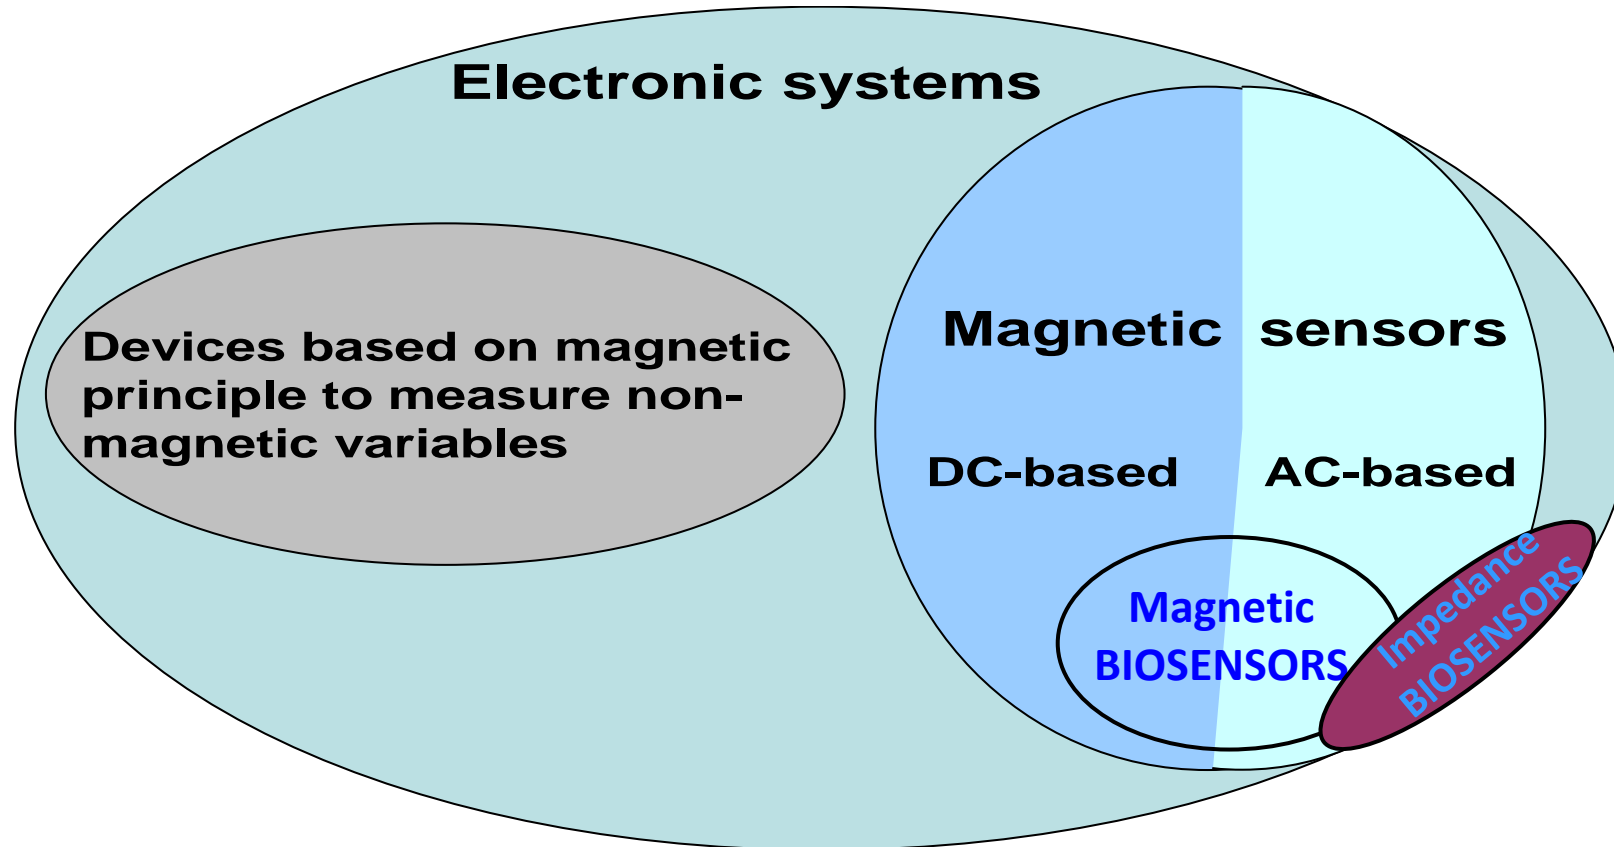 Electronic systems
Devices based on magnetic
principle to measure non-
magnetic variables
Magnetic sensors
DC-based AC-based
Magnetic
BIOSENSORS
Impedance
BIOSENSORS